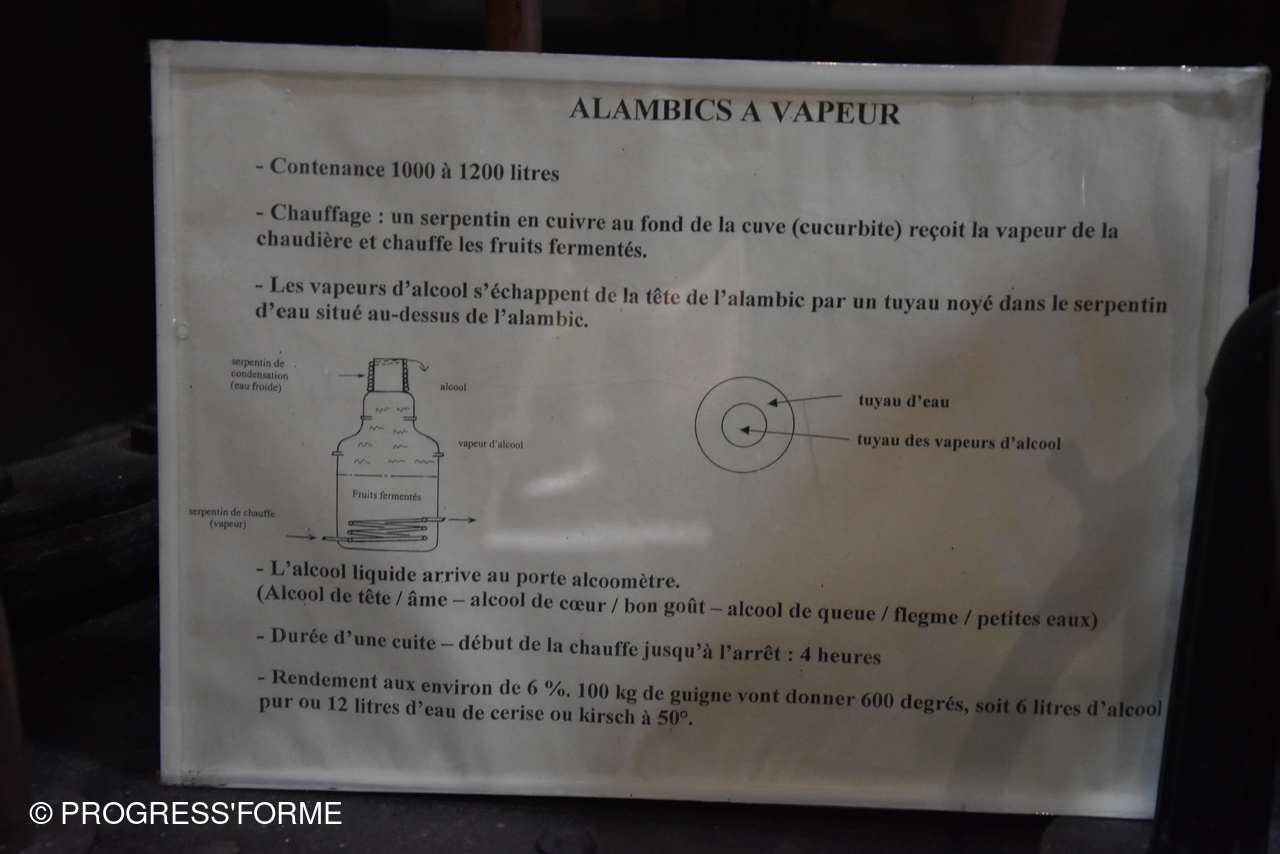 ALAMBICS A VAPEUR
- Contenance 1000 à 1200 litres
- Chauffage : un serpentin en cuivre au fond de la cuve (cucurbite) reçoit la vapeur de la
chaudière et chauffe les fruits fermentés.
- Les vapeurs d’alcool s’échappent de la tête de l’alambic par un tuyau noyé dans le serpentin
d’eau situé au-dessus de l’alambic.
serpentin de
condensation
(eau froide)
alcool
vapeur d’alcool
Fruits fermentés
serpentin de chauffe
(vapeur)
tuyau d’eau
tuyau des vapeurs d’alcool
- L’alcool liquide arrive au porte alcoomètre.
(Alcool de tête / âme – alcool de cœur / bon goût – alcool de queue / flegme / petites eaux)
- Durée d’une cuite – début de la chauffe jusqu’à l’arrêt : 4 heures
- Rendement aux environ de 6 %. 100 kg de guigne vont donner 600 degrés, soit 6 litres d’alcool
pur ou 12 litres d’eau de cerise ou kirsch à 50°.
© PROGRESS'FORME